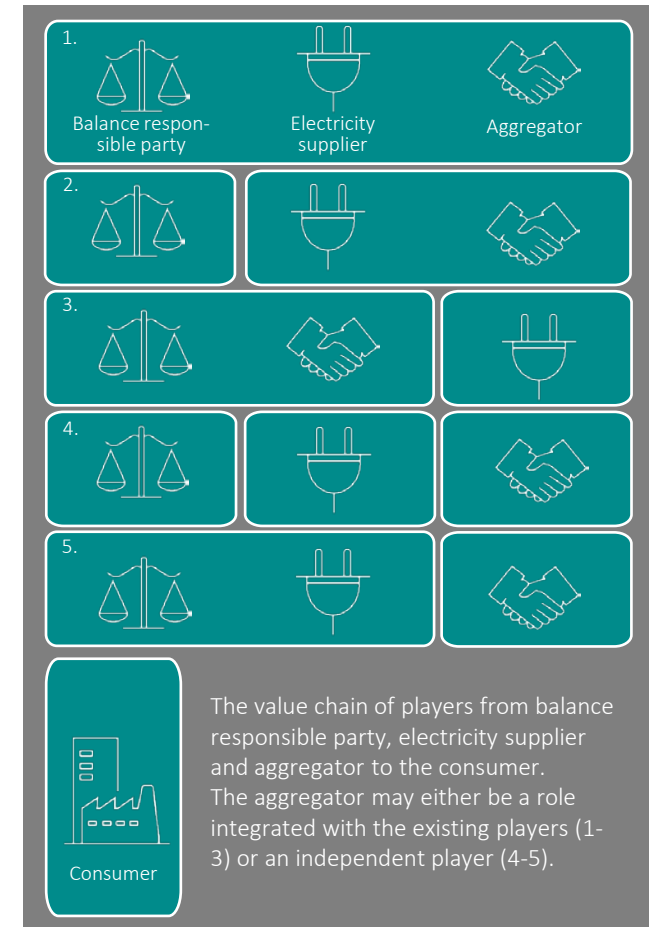 1.
Balance respon-
sible party
Electricity
supplier
Aggregator
2.
3.
4.
5.
Consumer
The value chain of players from balance
responsible party, electricity supplier
and aggregator to the consumer.
The aggregator may either be a role
integrated with the existing players (1-
3) or an independent player (4-5).